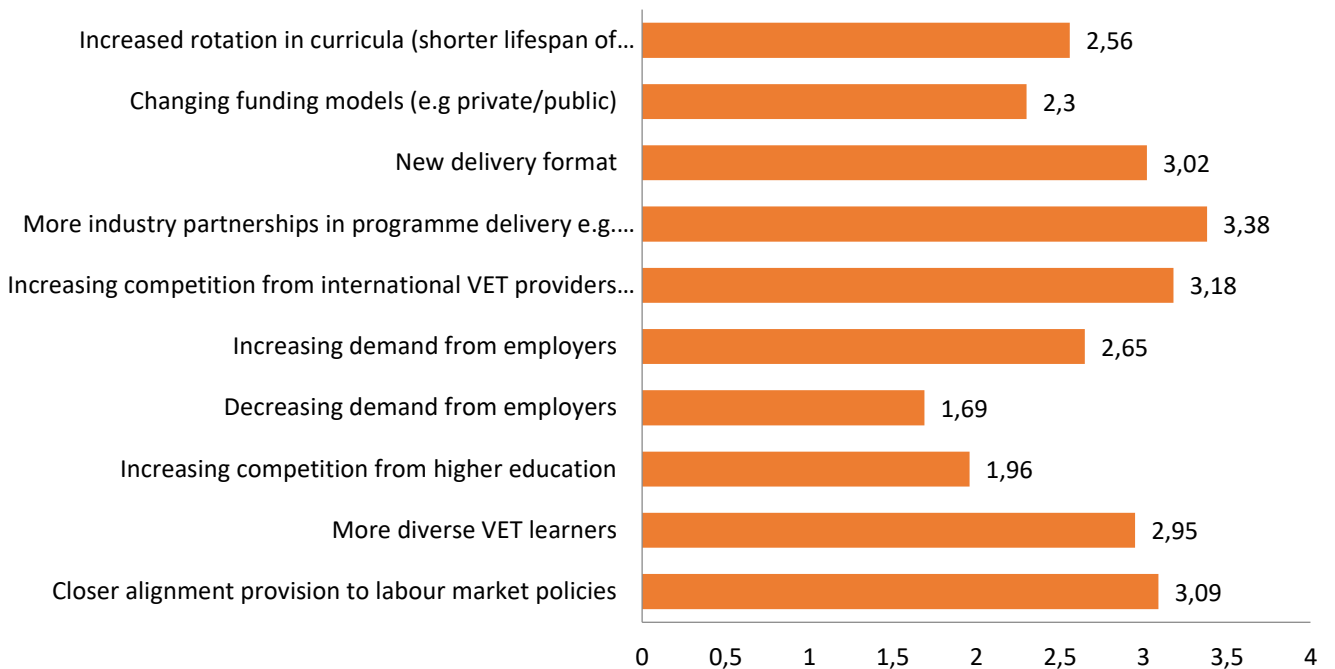 Increased rotation in curricula (shorter lifespan of... 2,56
Changing funding models (e.g private/public) 2,3
New delivery format 3,02
More industry partnerships in programme delivery e.g.... 3,38
Increasing competition from international VET providers... 3,18
Increasing demand from employers 2,65
Decreasing demand from employers 1,69
Increasing competition from higher education 1,96
More diverse VET learners 2,95
Closer alignment provision to labour market policies 3,09
0 0,5 1 1,5 2 2,5 3 3,5 4